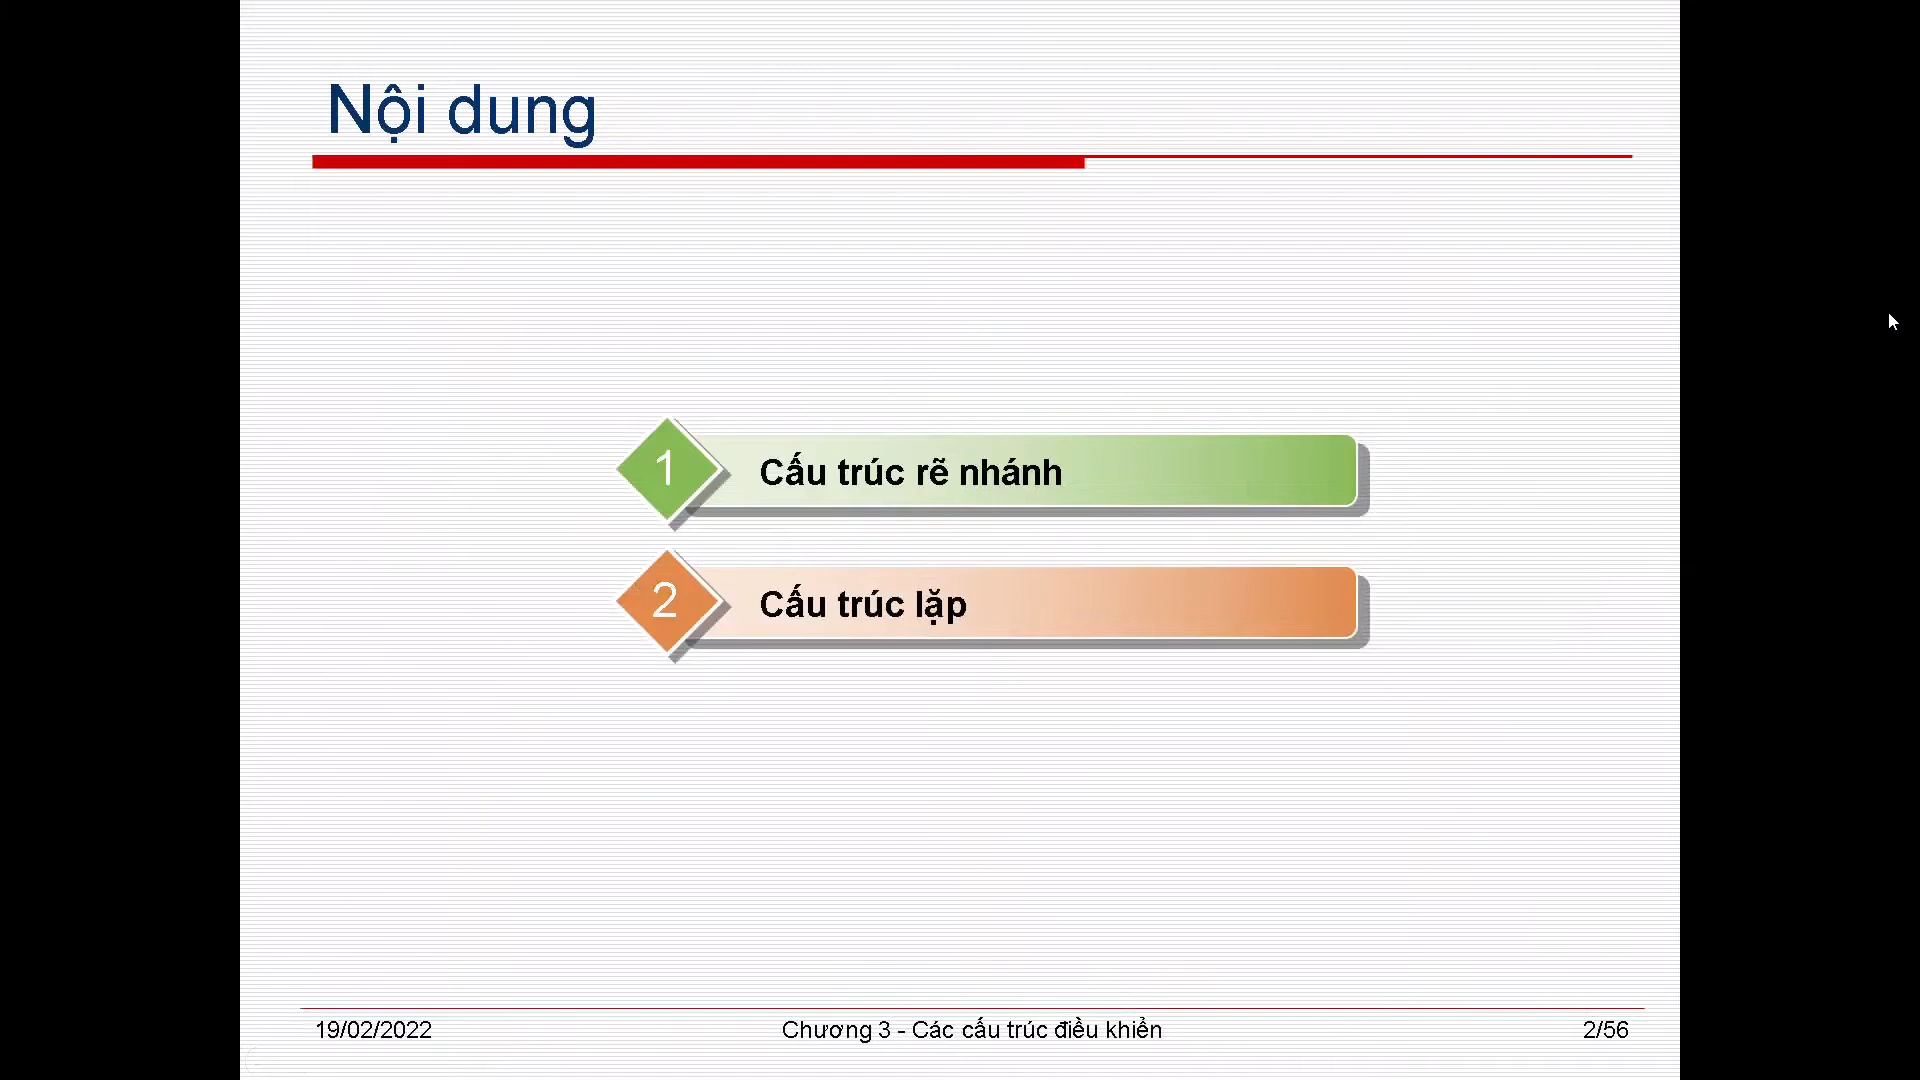 Nội dung
1 Cấu trúc rẽ nhánh
2 Cấu trúc lặp
19/02/2022 Chương 3 - Các cấu trúc điều khiển 2/56